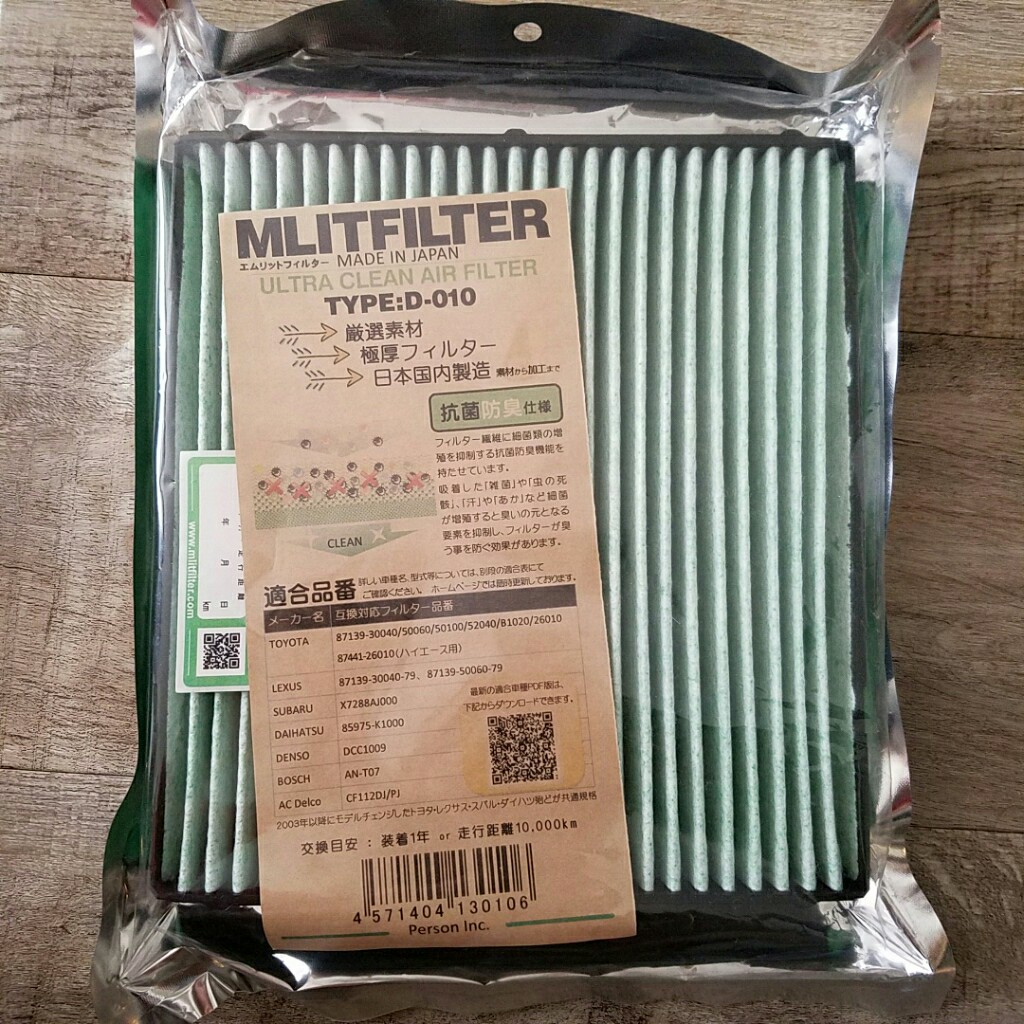 MLITFILTER
エムリットフィルター MADE IN JAPAN
ULTRA CLEAN AIR FILTER
TYPE:D-010
厳選素材
極厚フィルター
日本国内製造 素材から加工まで
抗菌防臭仕様
フィルター繊維に細菌類の増
殖を抑制する抗菌防臭機能を
持たせています。
吸着した「雑菌」や「虫の死
骸」、「汗」や「あか」など細菌
が増殖すると臭いの元となる
要素を抑制し、フィルターが臭
う事を防ぐ効果があります。
CLEAN
適合品番 詳しい車種名、型式等については、別段の適合表にて
ご確認ください。 ホームページでは随時更新しております。
メーカー名 互換対応フィルター品番
TOYOTA 87139-30040/50060/50100/52040/B1020/26010
87441-26010(ハイエース用)
LEXUS 87139-30040-79、87139-50060-79
SUBARU X7288AJ000
DAIHATSU 85975-K1000
DENSO DCC1009
BOSCH AN-T07
AC Delco CF112DJ/PJ
最新の適合車種PDF版は、
下記からダウンロードできます。
2003年以降にモデルチェンジしたトヨタ・レクサス・スバル・ダイハツ殆どが共通規格
交換目安 : 装着1年 or 走行距離10,000km
4 571404 130106
Person Inc.
www.mlitfilter.com
年 月 日
走行距離
km